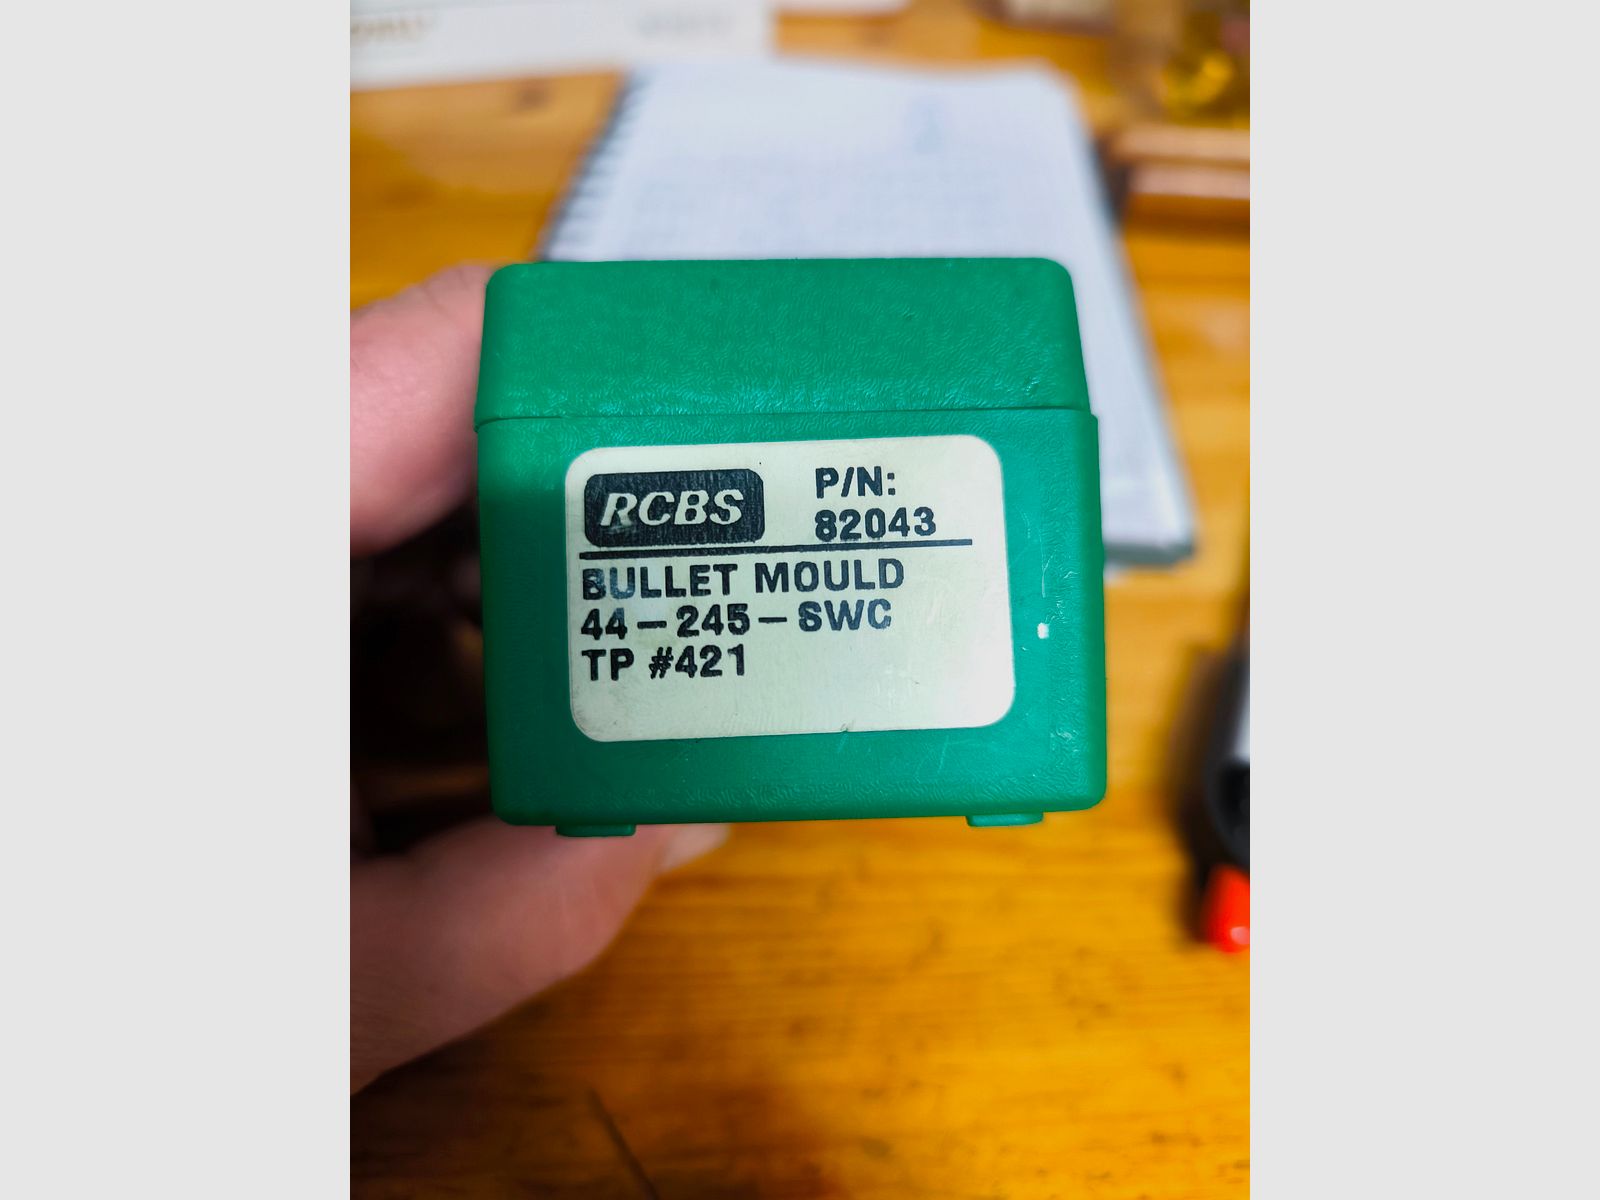 RCBS
P/N:
82043
BULLET MOULD
44-245-SWC
TP #421